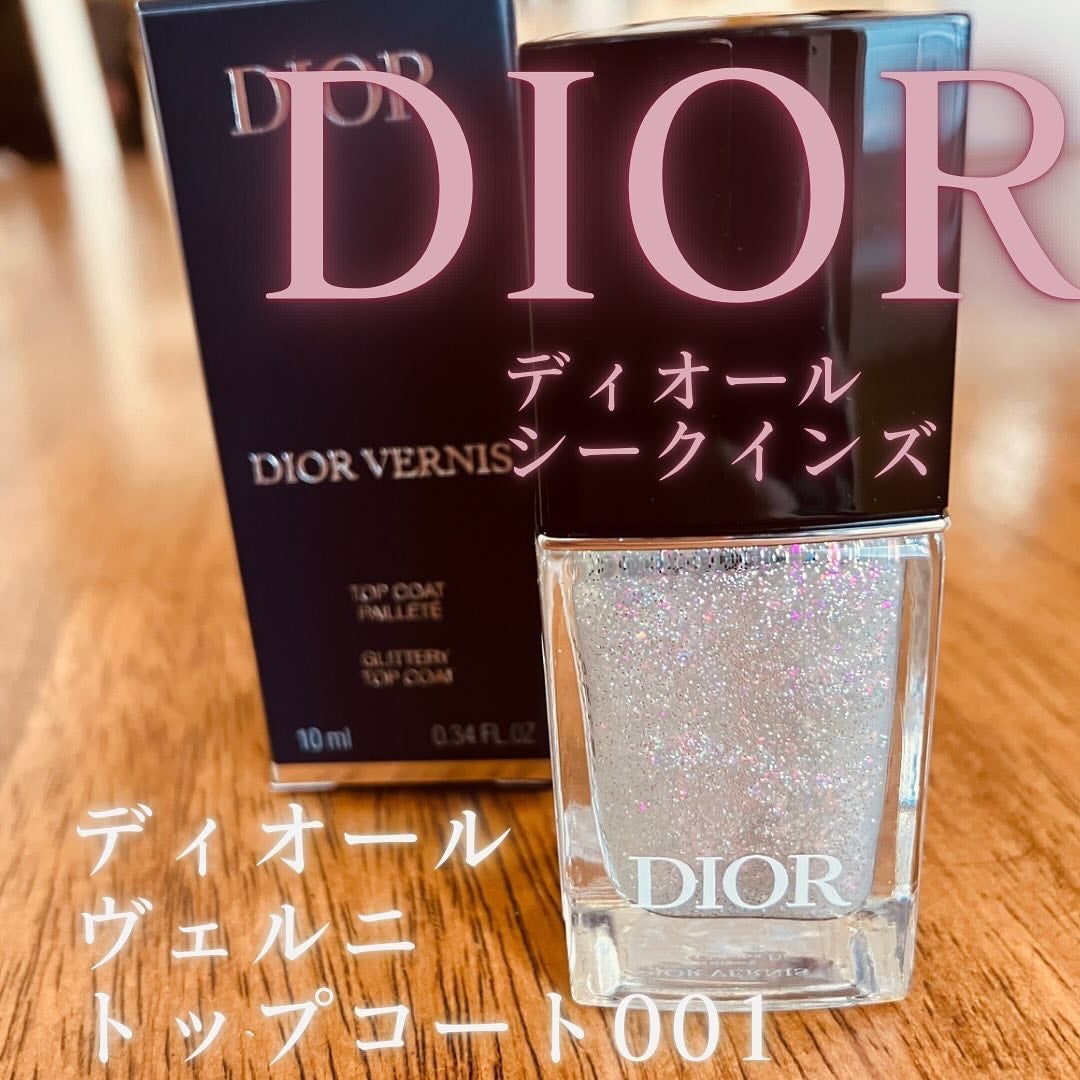 DIOR
DIOR
ディオール
シークインズ
DIOR VERNIS
TOP COAT
PAILLETÉ
GLITTERY
TOP COAT
10 ml 0.34 FL.OZ
ディオール
ヴェルニ
トップコート001
DIOR
DIOR VERNIS